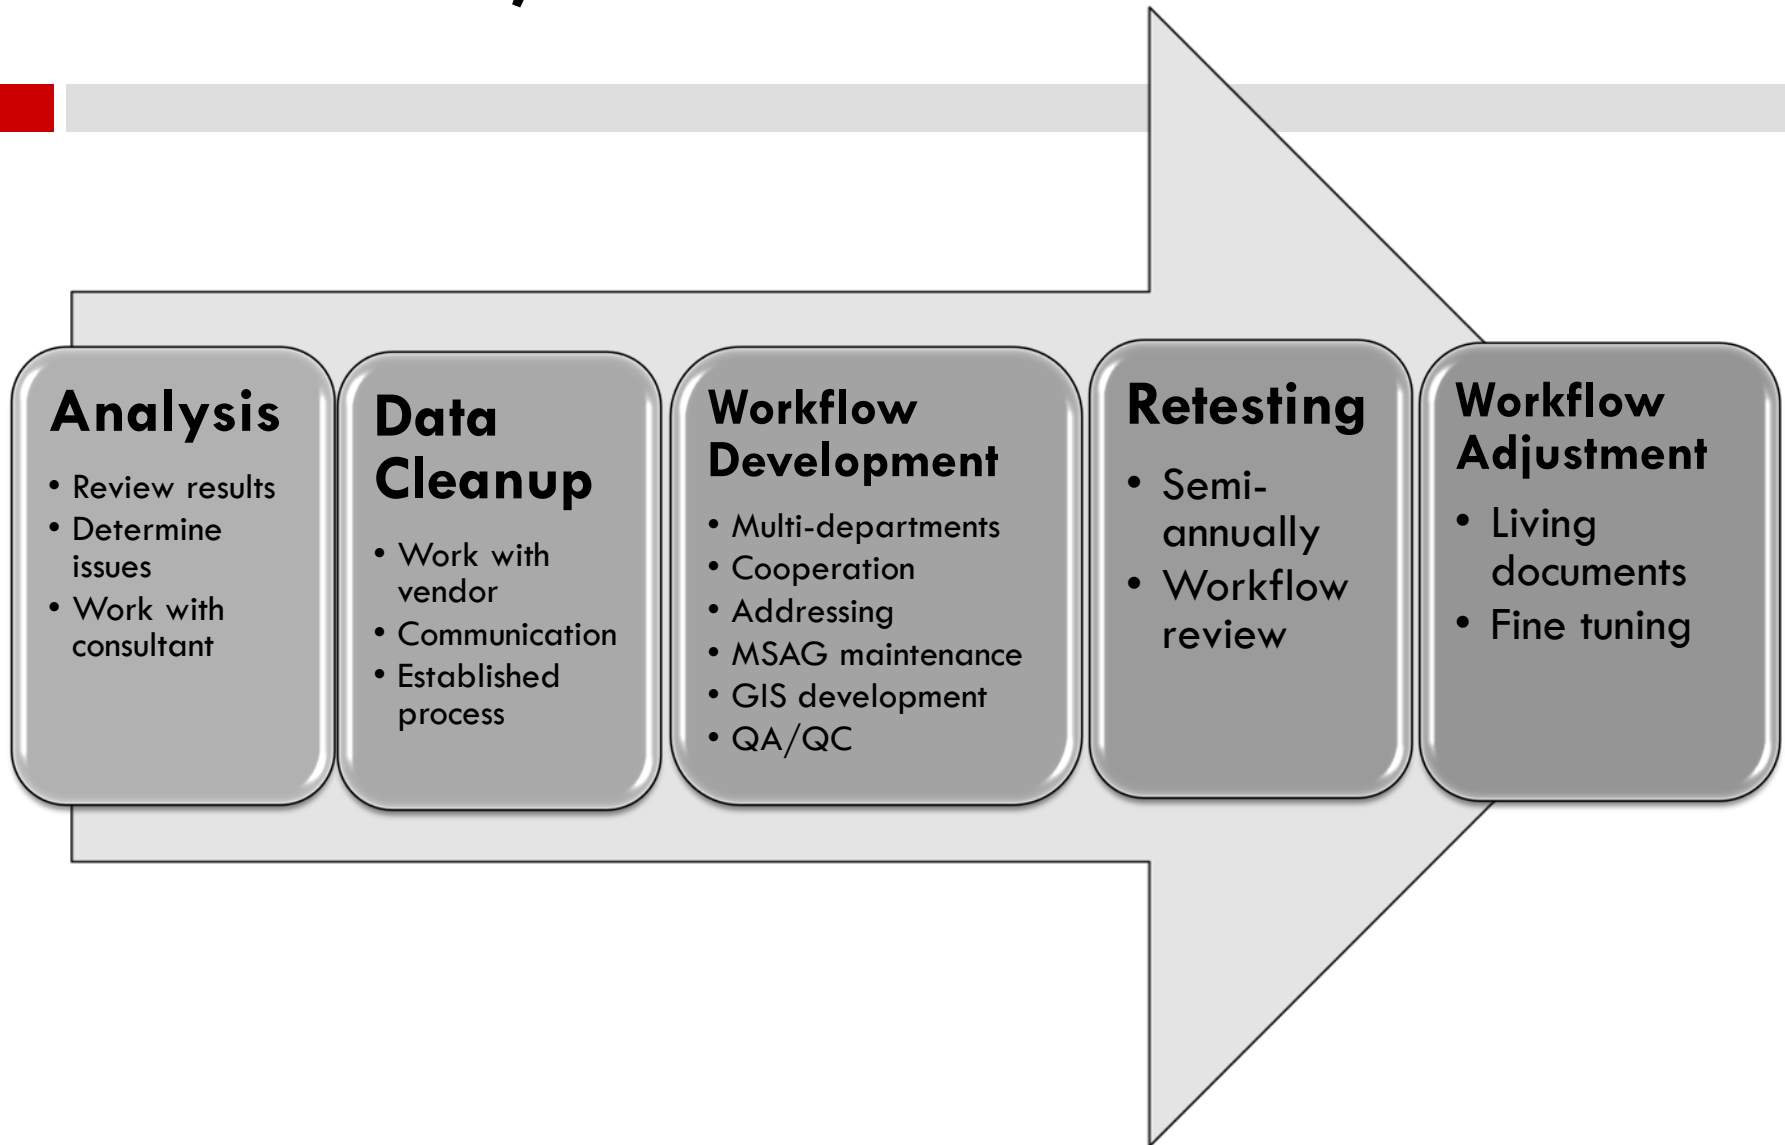 Analysis
• Review results
• Determine
issues
• Work with
consultant
Data
Cleanup
• Work with
vendor
• Communication
• Established
process
Workflow
Development
• Multi-departments
• Cooperation
• Addressing
• MSAG maintenance
• GIS development
• QA/QC
Retesting
• Semi-
annually
• Workflow
review
Workflow
Adjustment
• Living
documents
• Fine tuning